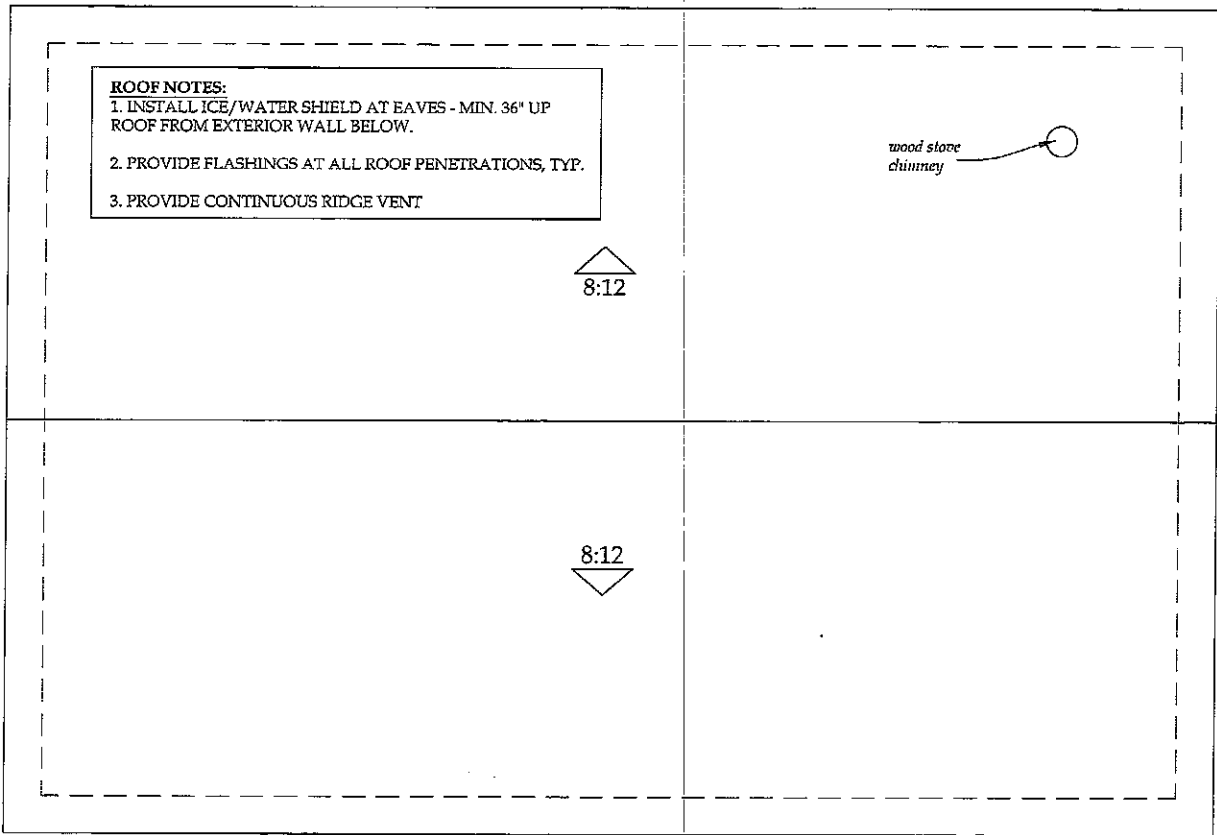 ROOF NOTES:
1. INSTALL ICE/WATER SHIELD AT EAVES - MIN. 36" UP
ROOF FROM EXTERIOR WALL BELOW.
2. PROVIDE FLASHINGS AT ALL ROOF PENETRATIONS, TYP.
3. PROVIDE CONTINUOUS RIDGE VENT
wood stove
chimney
8:12
8:12